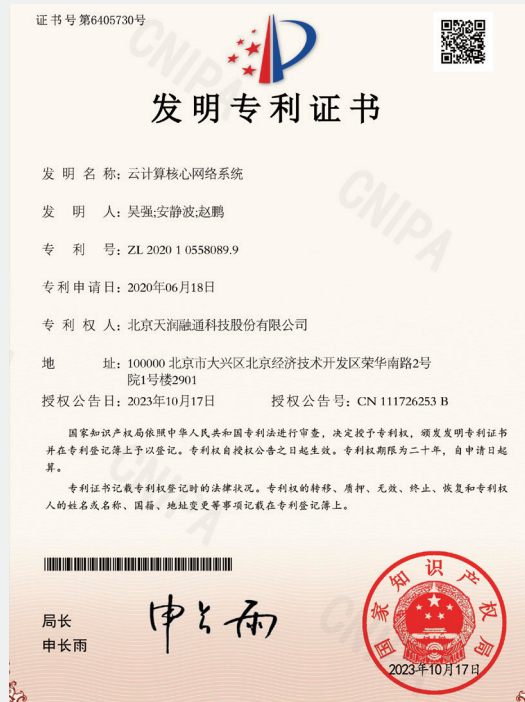 证书号第6405730号
发明专利证书
发明名称：云计算核心网络系统
发明人：吴强;安静波;赵鹏
专利号：ZL 2020 1 0558089.9
专利申请日：2020年06月18日
专利权人：北京天润融通科技股份有限公司
地址：100000 北京市大兴区北京经济技术开发区荣华南路2号
院1号楼2901
授权公告日：2023年10月17日 授权公告号：CN 111726253 B
国家知识产权局依照中华人民共和国专利法进行审查，决定授予专利权，颁发发明专利证书
并在专利登记簿上予以登记。专利权自授权公告之日起生效。专利权期限为二十年，自申请日起
算。
专利证书记载专利权登记时的法律状况。专利权的转移、质押、无效、终止、恢复和专利权
人的姓名或名称、国籍、地址变更等事项记载在专利登记簿上。
局长
申长雨
申长雨
国家知识产权局
2023年10月17日
CNIPA
CNIPA
CNIPA
CNIPA